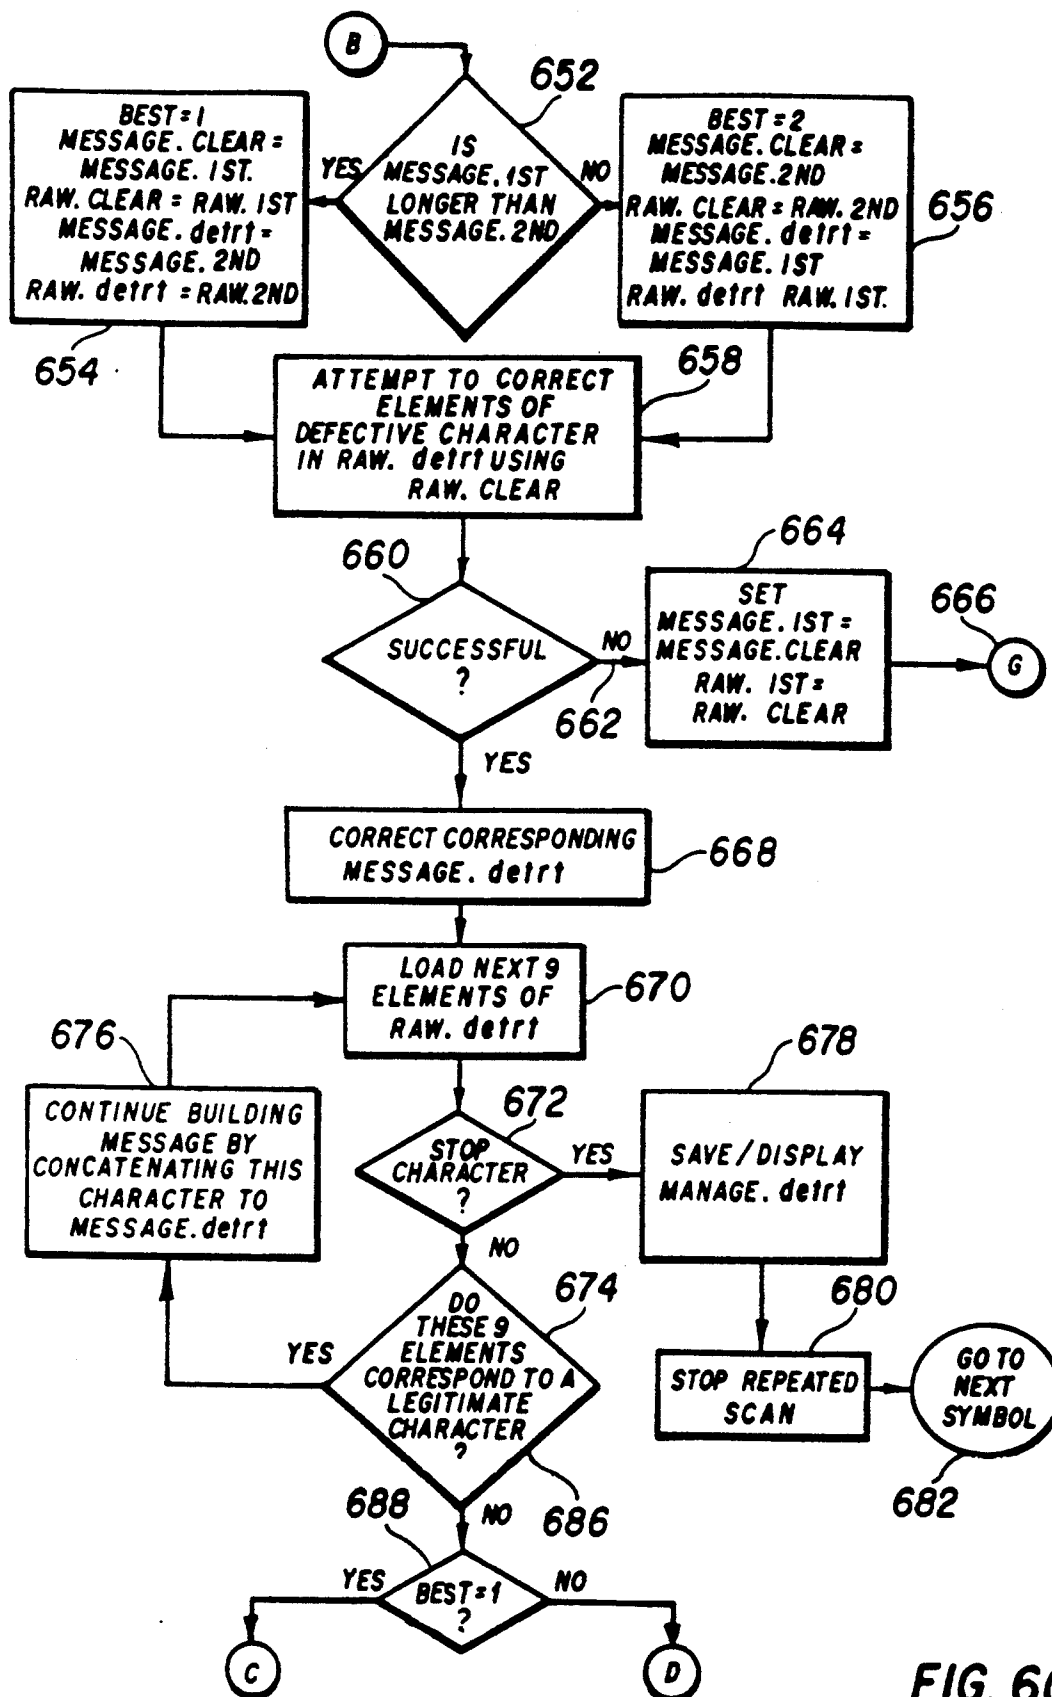 B
652
BEST=1
MESSAGE.CLEAR=
MESSAGE.1ST.
RAW.CLEAR=RAW.1ST
MESSAGE.detrt=
MESSAGE.2ND
RAW.detrt=RAW.2ND
654
YES
IS
MESSAGE.1ST
LONGER THAN
MESSAGE.2ND
NO
BEST=2
MESSAGE.CLEAR=
MESSAGE.2ND
RAW.CLEAR=RAW.2ND
MESSAGE.detrt=
MESSAGE.1ST
RAW.detrt RAW.1ST.
656
658
ATTEMPT TO CORRECT
ELEMENTS OF
DEFECTIVE CHARACTER
IN RAW.detrt USING
RAW.CLEAR
660
SUCCESSFUL
?
NO
662
664
SET
MESSAGE.1ST=
MESSAGE.CLEAR
RAW.1ST=
RAW.CLEAR
666
G
YES
CORRECT CORRESPONDING
MESSAGE.detrt
668
LOAD NEXT 9
ELEMENTS OF
RAW.detrt
670
676
CONTINUE BUILDING
MESSAGE BY
CONCATENATING THIS
CHARACTER TO
MESSAGE.detrt
672
STOP
CHARACTER
?
YES
678
SAVE/DISPLAY
MANAGE.detrt
NO
674
DO
THESE 9
ELEMENTS
CORRESPOND TO A
LEGITIMATE
CHARACTER
?
YES
680
STOP REPEATED
SCAN
GO TO
NEXT
SYMBOL
682
686
NO
688
BEST=1
?
YES
NO
C
D